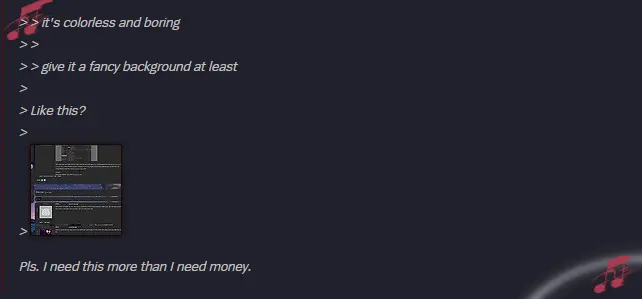 > > it's colorless and boring
> >
> > give it a fancy background at least
>
> Like this?
>
>
Pls. I need this more than I need money.